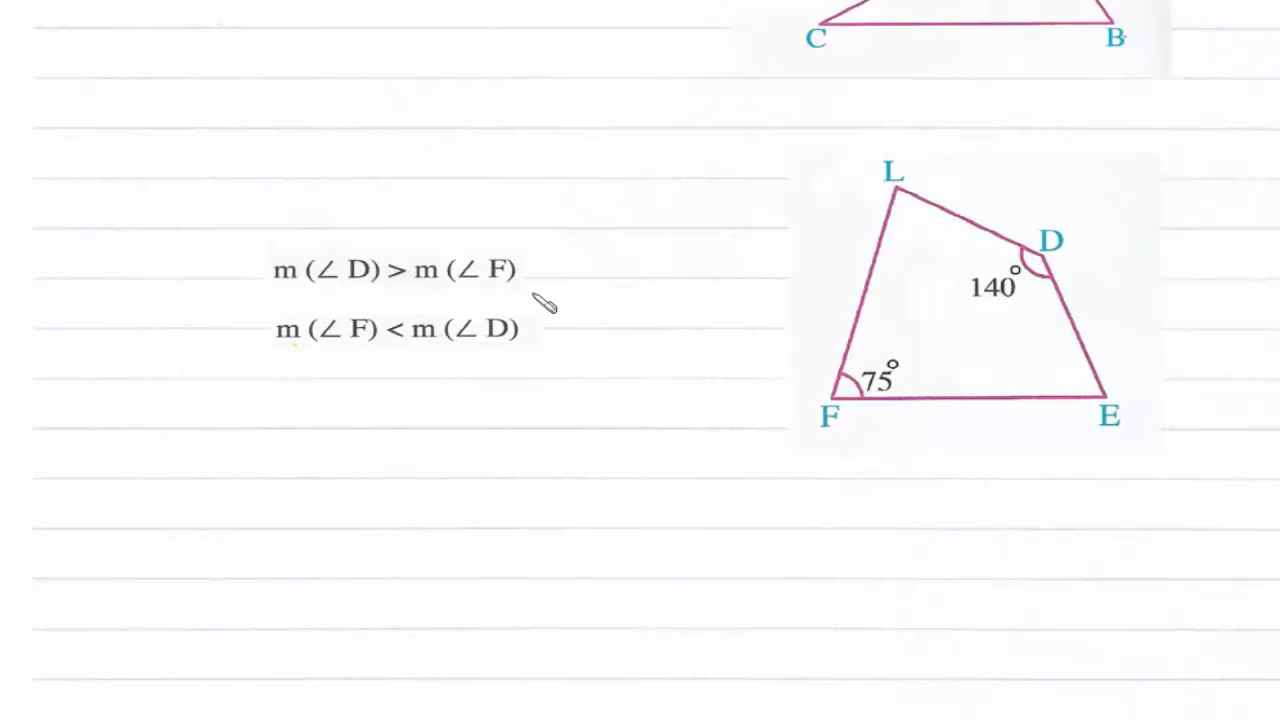 C B
L
D
m (∠ D) > m (∠ F)
140°
m (∠ F) < m (∠ D)
75°
F E